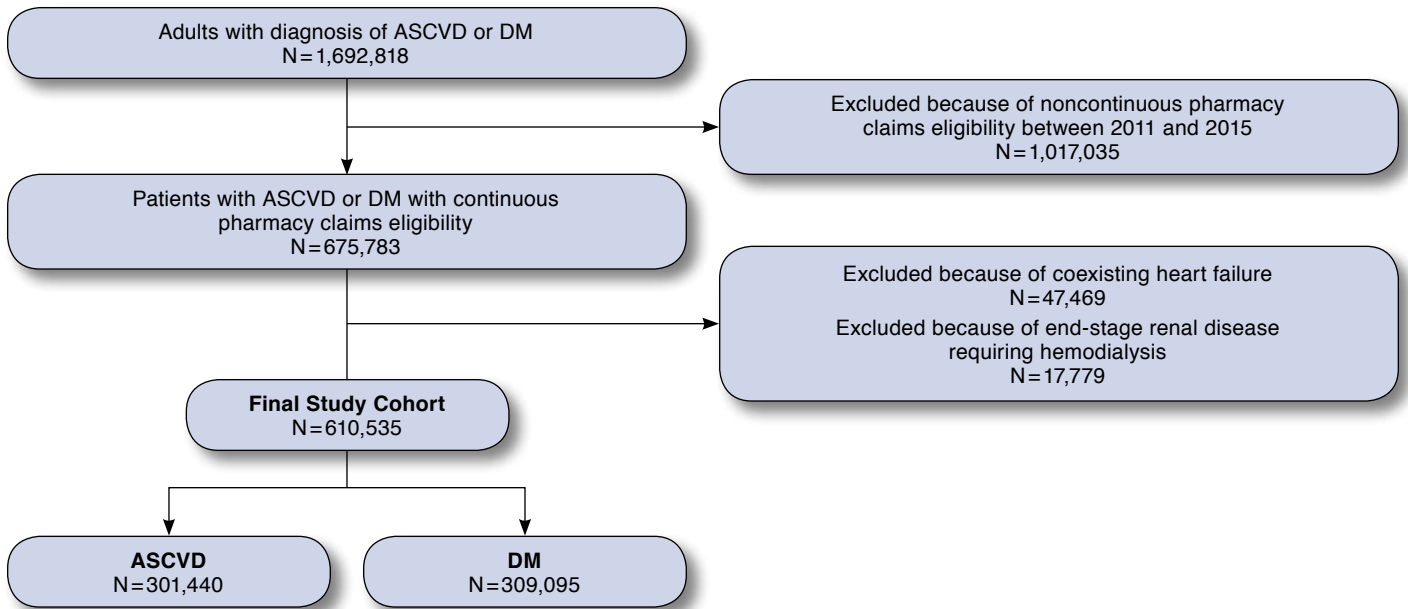 Adults with diagnosis of ASCVD or DM
N=1,692,818
Excluded because of noncontinuous pharmacy
claims eligibility between 2011 and 2015
N=1,017,035
Patients with ASCVD or DM with continuous
pharmacy claims eligibility
N=675,783
Excluded because of coexisting heart failure
N=47,469
Excluded because of end-stage renal disease
requiring hemodialysis
N=17,779
Final Study Cohort
N=610,535
ASCVD
N=301,440
DM
N=309,095